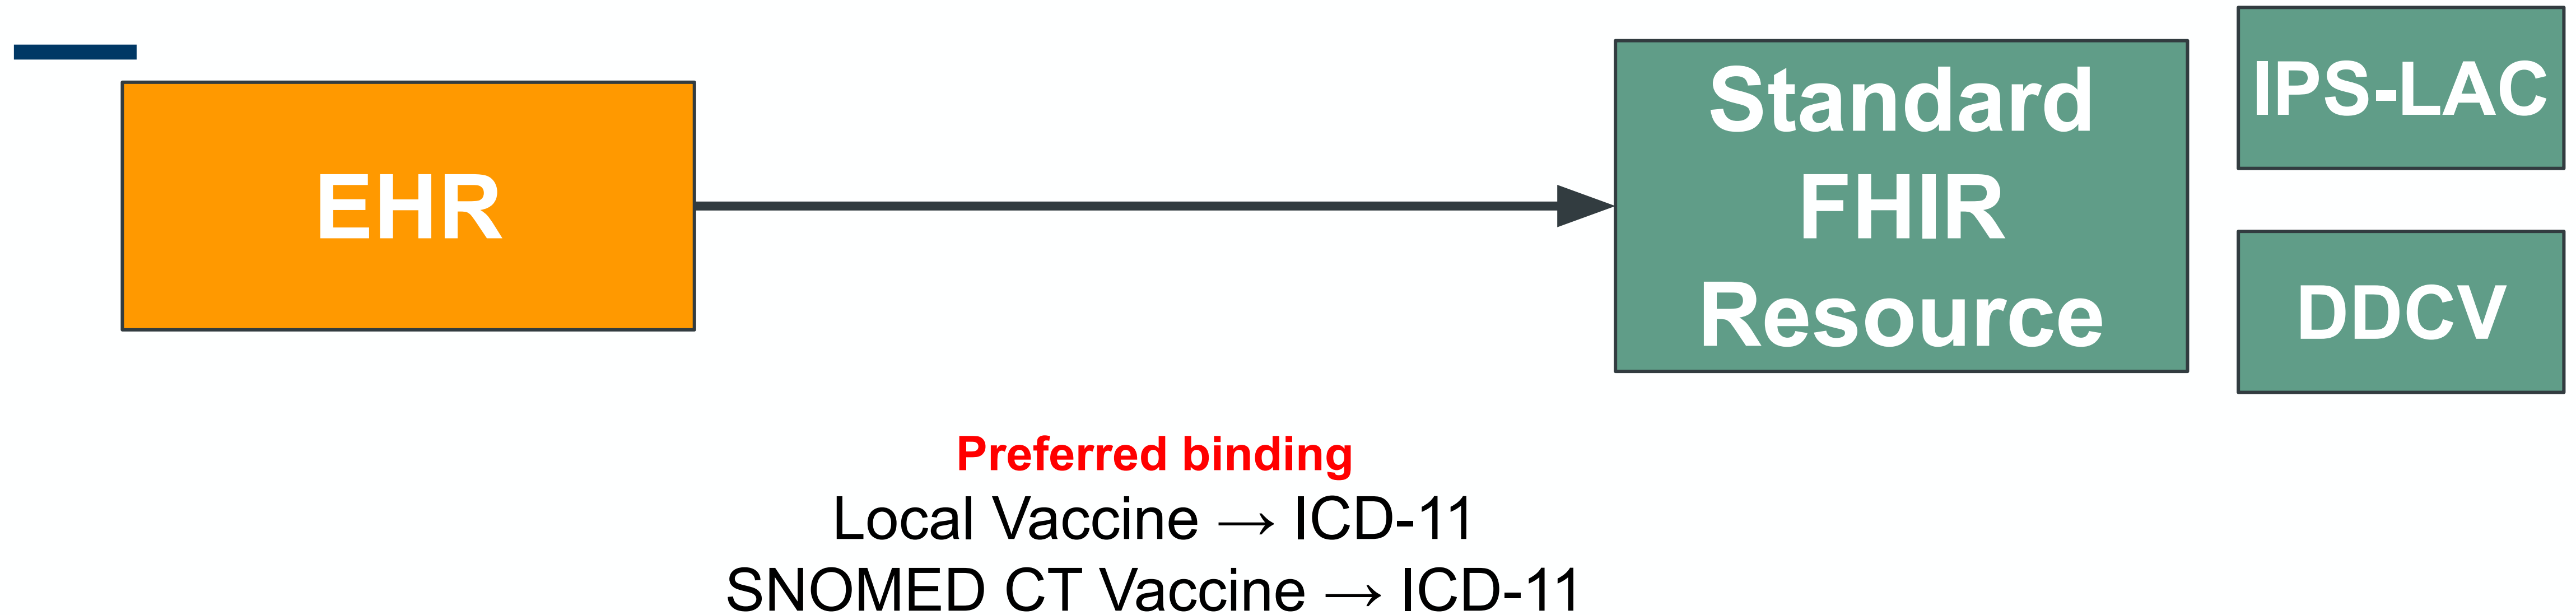 EHR
Standard
FHIR
Resource
IPS-LAC
DDCV
Preferred binding
Local Vaccine → ICD-11
SNOMED CT Vaccine → ICD-11